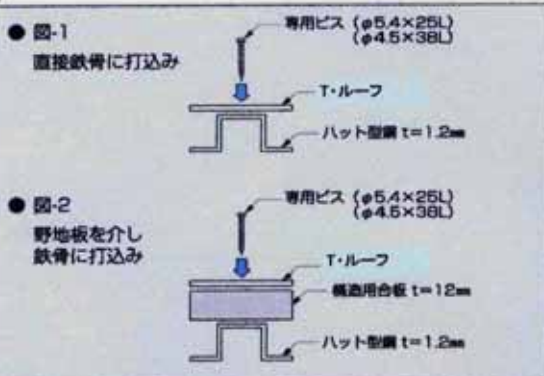 ● 図-1
直接鉄骨に打込み
専用ビス (φ5.4×25L)
(φ4.5×38L)
T・ルーフ
ハット型鋼 t=1.2mm
● 図-2
野地板を介し
鉄骨に打込み
専用ビス (φ5.4×25L)
(φ4.5×38L)
T・ルーフ
構造用合板 t=12mm
ハット型鋼 t=1.2mm